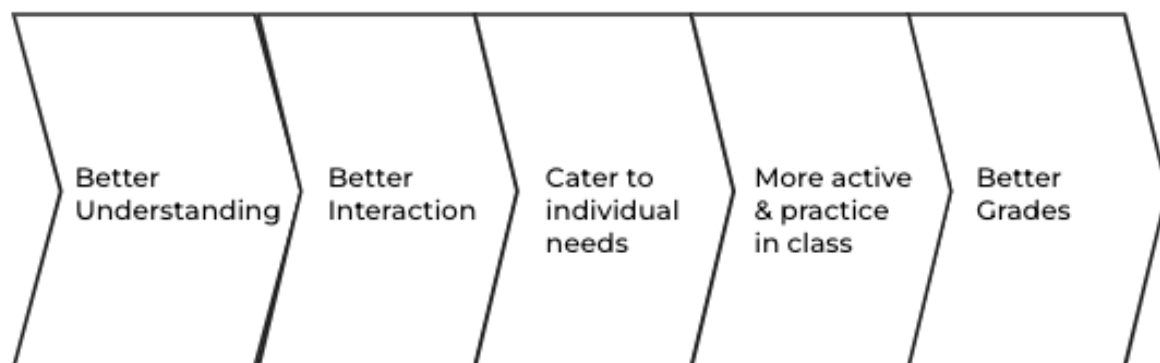 Better
Understanding
Better
Interaction
Cater to
individual
needs
More active
& practice
in class
Better
Grades